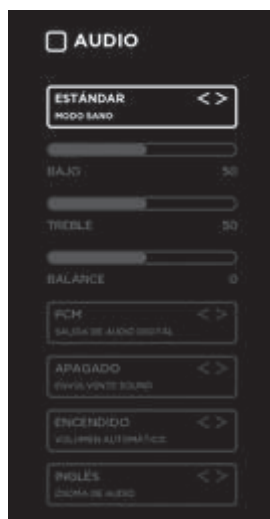 AUDIO
ESTÁNDAR < >
MODO SANO
BAJO 50
TREBLE 50
BALANCE 0
PCM < >
SALIDA DE AUDIO DIGITAL
APAGADO < >
ENVOLVENTE SOUND
ENCENDIDO < >
VOLUMEN AUTOMÁTICO
INGLÉS < >
IDIOMA DE AUDIO